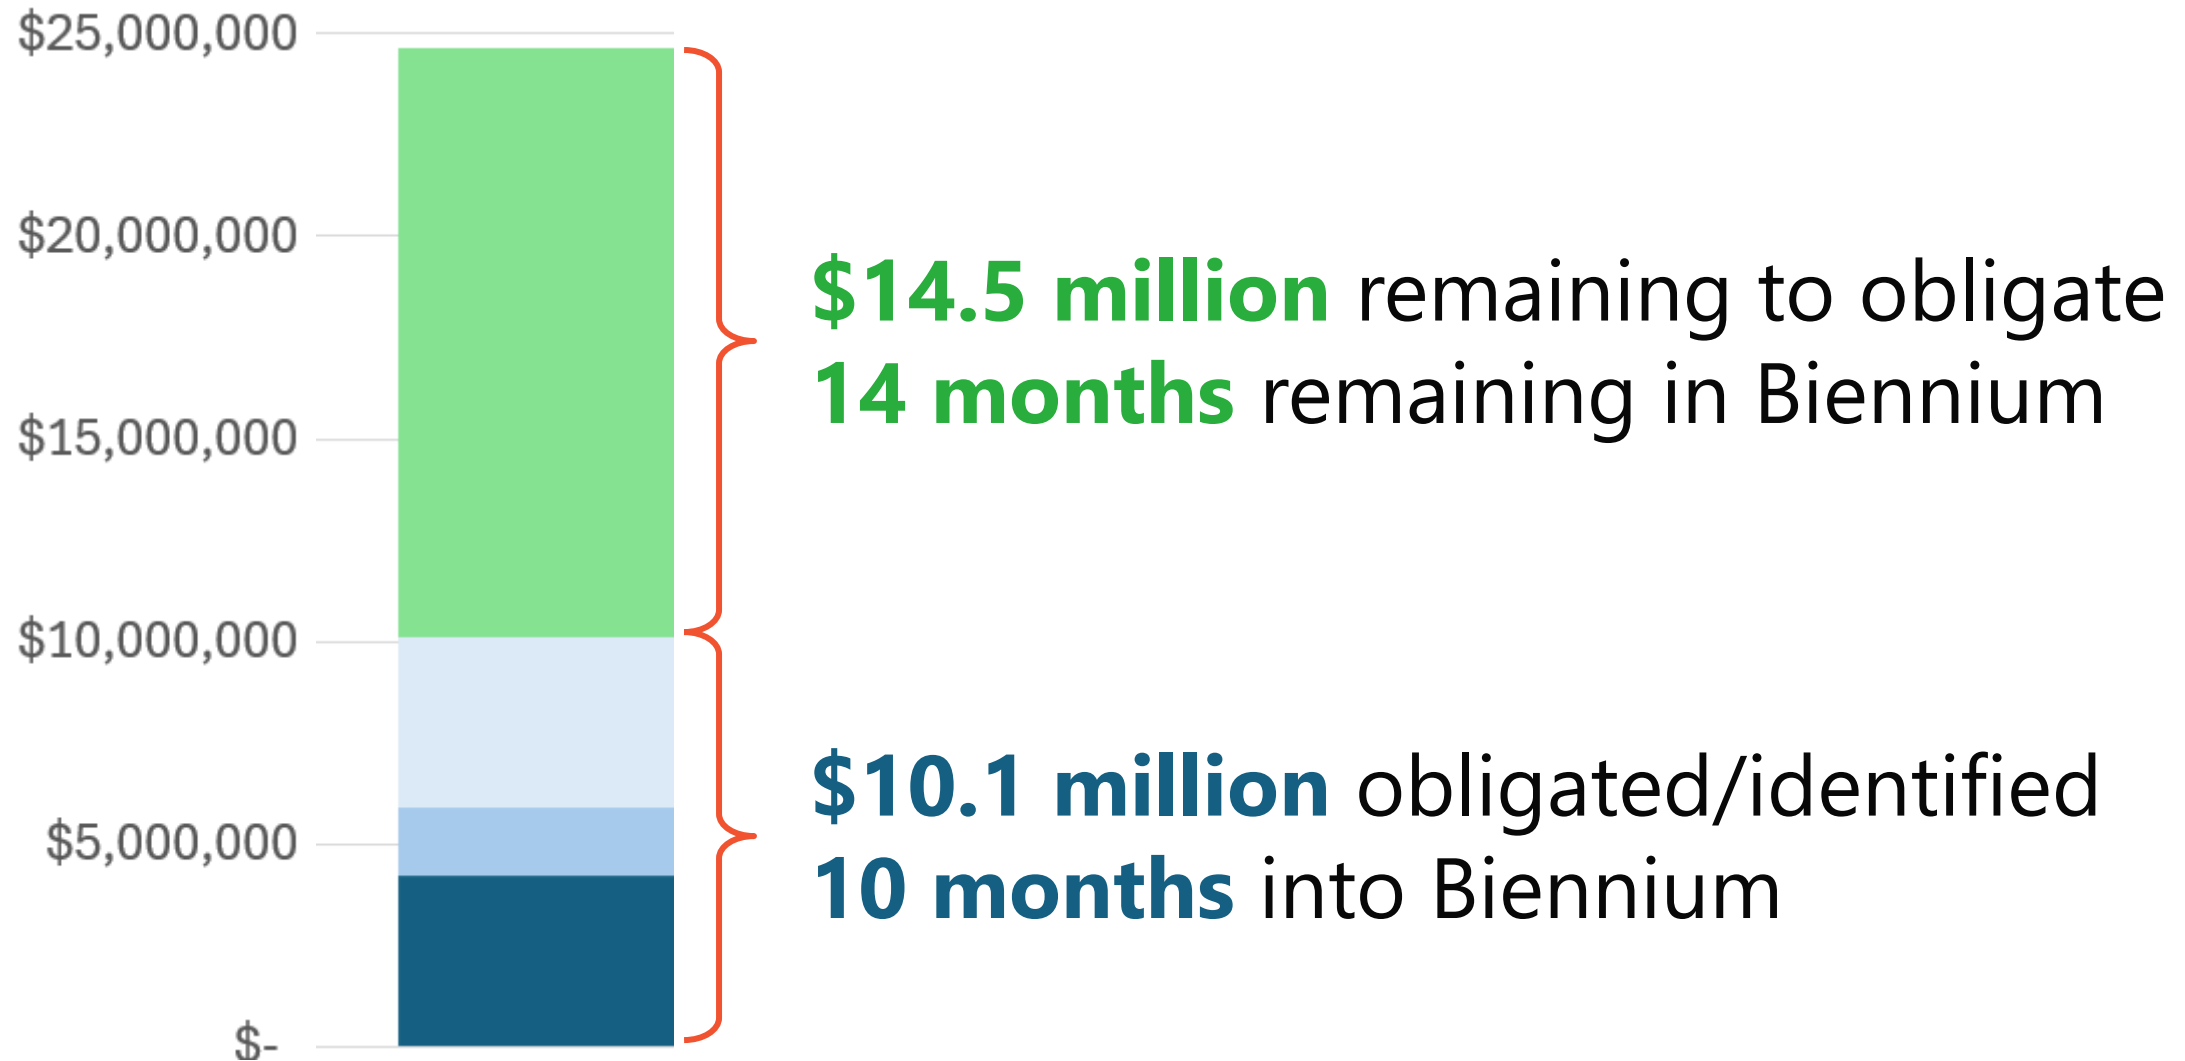 $25,000,000
$20,000,000
$15,000,000
$10,000,000
$5,000,000
$-
$14.5 million remaining to obligate
14 months remaining in Biennium
$10.1 million obligated/identified
10 months into Biennium